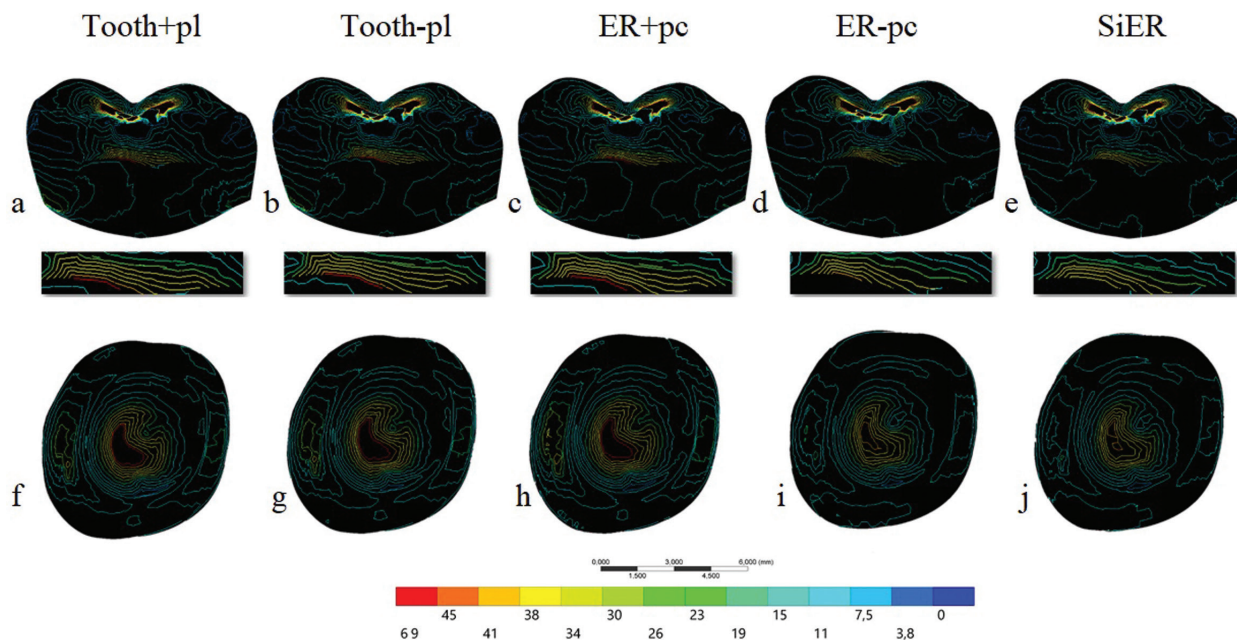 Tooth+pl Tooth-pl ER+pc ER-pc SiER
a b c d e
f g h i j
0,000 3,000 6,000 (mm)
1,500 4,500
45 38 30 23 15 7,5 0
69 41 34 26 19 11 3,8